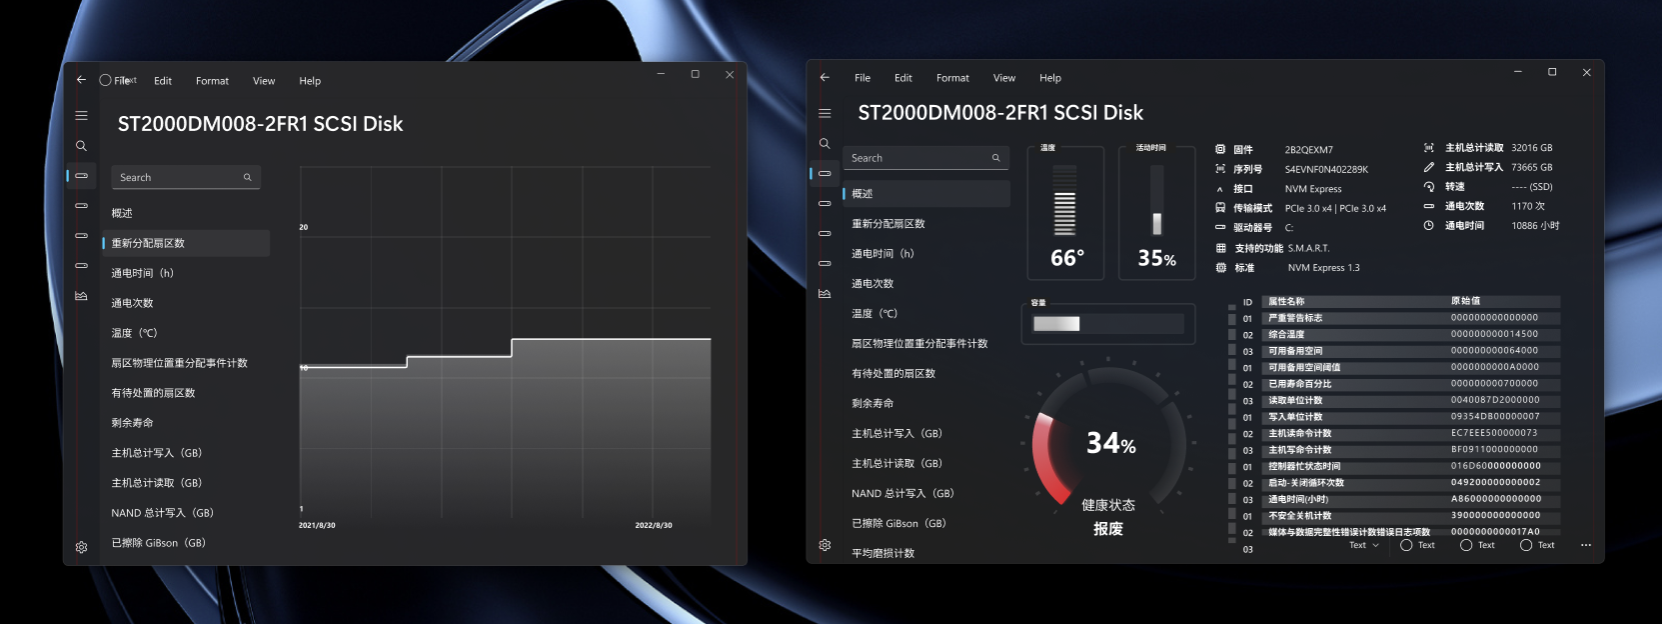 File Edit Format View Help
ST2000DM008-2FR1 SCSI Disk
Search
概述
重新分配扇区数
通电时间（h）
通电次数
温度（℃）
扇区物理位置重分配事件计数
有待处置的扇区数
剩余寿命
主机总计写入（GB）
主机总计读取（GB）
NAND 总计写入（GB）
已擦除 GiBson（GB）
20
10
1
2021/8/30
2022/8/30
File Edit Format View Help
ST2000DM008-2FR1 SCSI Disk
Search
概述
重新分配扇区数
通电时间（h）
通电次数
温度（℃）
扇区物理位置重分配事件计数
有待处置的扇区数
剩余寿命
主机总计写入（GB）
主机总计读取（GB）
NAND 总计写入（GB）
已擦除 GiBson（GB）
平均磨损计数
温度
66°
活动时间
35%
容量
34%
健康状态
报废
固件 2B2QEXM7
序列号 S4EVNF0N402289K
接口 NVM Express
传输模式 PCIe 3.0 x4 | PCIe 3.0 x4
驱动器号 C:
支持的功能 S.M.A.R.T.
标准 NVM Express 1.3
主机总计读取 32016 GB
主机总计写入 73665 GB
转速 ---- (SSD)
通电次数 1170 次
通电时间 10886 小时
ID 属性名称 原始值
01 严重警告标志 000000000000000
02 综合温度 000000000014500
03 可用备用空间 000000000064000
01 可用备用空间阈值 0000000000A0000
02 已用寿命百分比 000000000700000
03 读取单位计数 0040087D2000000
01 写入单位计数 09354DB00000007
02 主机读命令计数 EC7EEE500000073
03 主机写命令计数 BF0911000000000
01 控制器忙状态时间 016D60000000000
02 启动-关闭循环次数 049200000000002
03 通电时间(小时) A86000000000000
01 不安全关机计数 390000000000000
02 媒体与数据完整性错误计数错误日志项数 0000000000017A0
03
Text Text Text Text